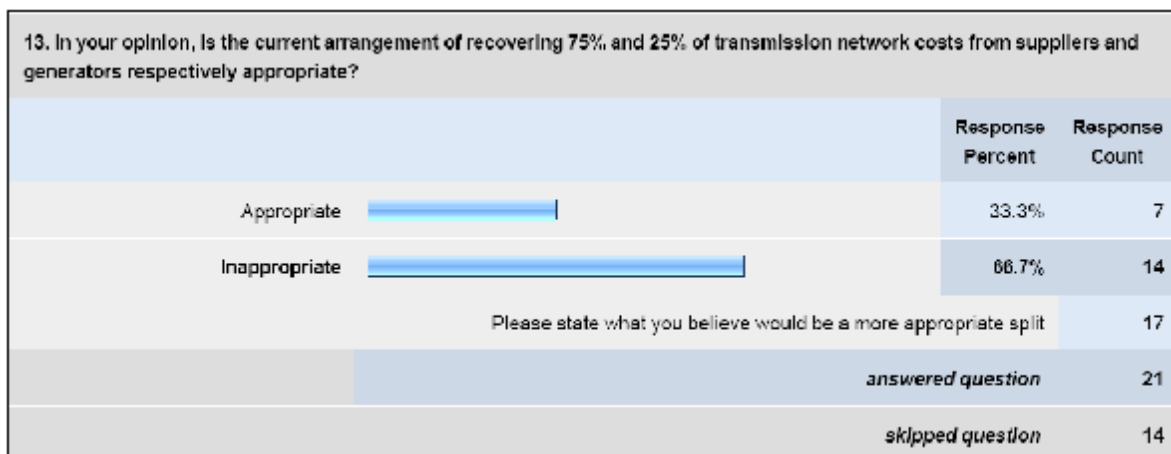 13. In your opinion, is the current arrangement of recovering 75% and 25% of transmission network costs from suppliers and
generators respectively appropriate?
Response Percent
Response Count
Appropriate 33.3% 7
Inappropriate 66.7% 14
Please state what you believe would be a more appropriate split 17
answered question 21
skipped question 14